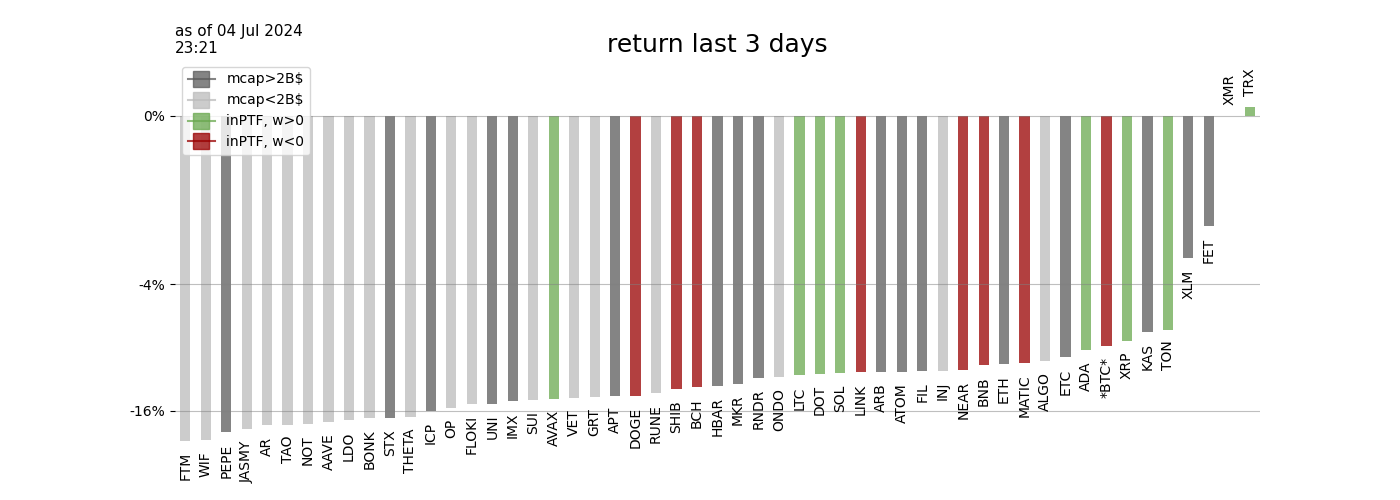 as of 04 Jul 2024
23:21
return last 3 days
mcap>2B$
mcap<2B$
inPTF, w>0
inPTF, w<0
0%
-4%
-16%
FTM
WIF
PEPE
JASMY
AR
TAO
NOT
AAVE
LDO
BONK
STX
THETA
ICP
OP
FLOKI
UNI
IMX
SUI
AVAX
VET
GRT
APT
DOGE
RUNE
SHIB
BCH
HBAR
MKR
RNDR
ONDO
LTC
DOT
SOL
LINK
ARB
ATOM
FIL
INJ
NEAR
BNB
ETH
MATIC
ALGO
ETC
ADA
*BTC*
XRP
KAS
TON
XLM
FET
XMR
TRX